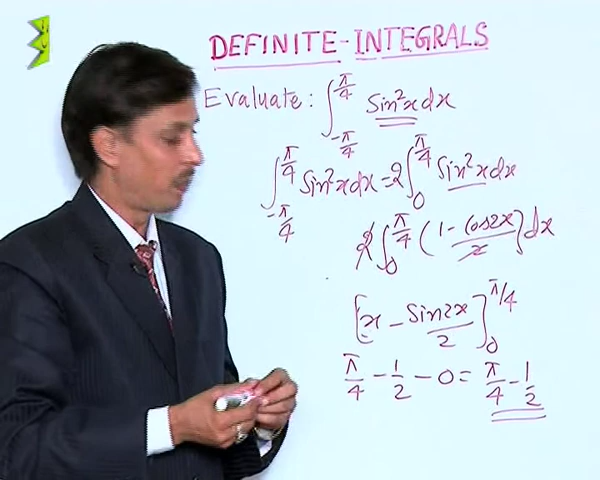 DEFINITE-INTEGRALS
Evaluate: ∫_{-π/4}^{π/4} Sin²x dx
∫_{-π/4}^{π/4} Sin²x dx = 2∫_0^{π/4} Sin²x dx
2∫_0^{π/4} (1 - Cos2x / 2) dx
[x - Sin2x / 2]_0^{π/4}
π/4 - 1/2 - 0 = π/4 - 1/2